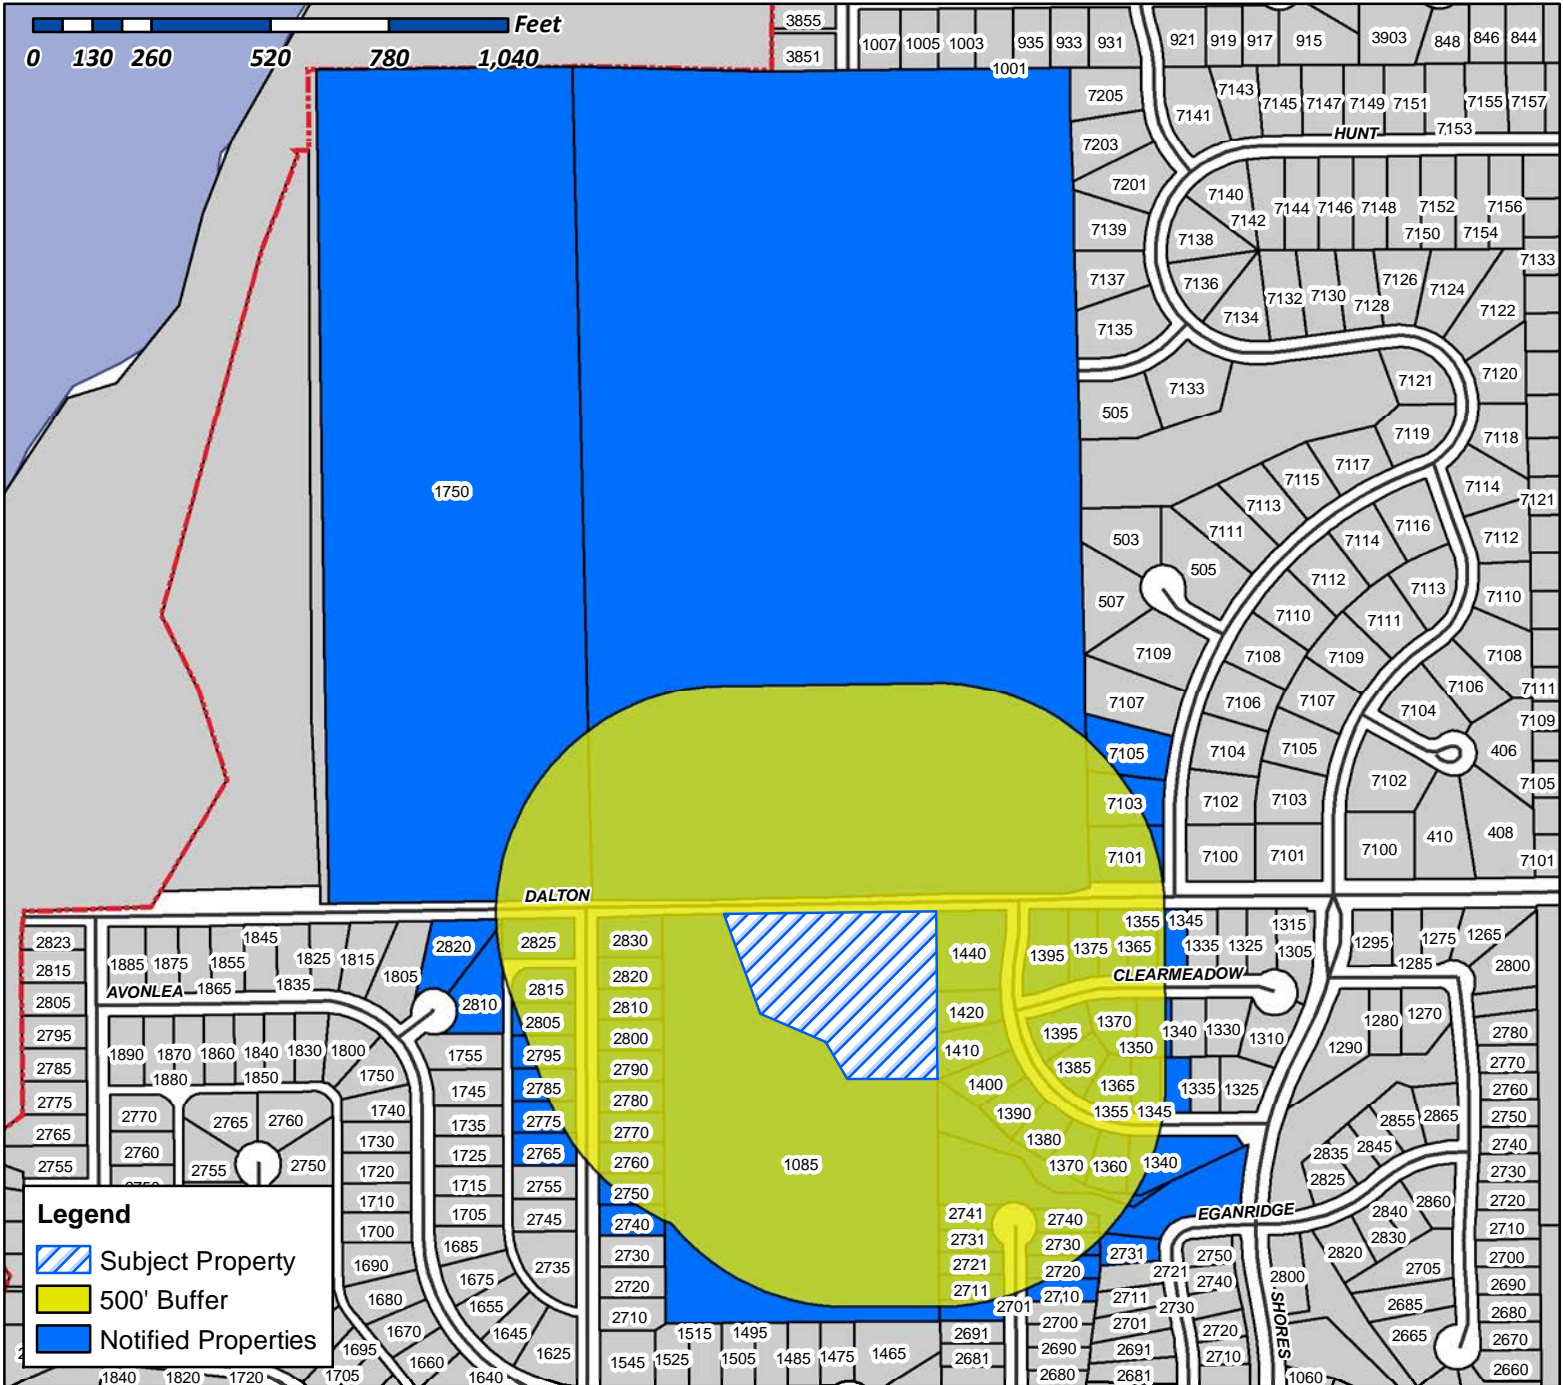 Feet
0 130 260 520 780 1,040
3855
3851
1007 1005 1003 935 933 931 921 919 917 915 3903 848 846 844
1001
7205 7143
7141 7145 7147 7149 7151 7155 7157
7153
HUNT
7203
7201 7140
7142 7144 7146 7148 7152 7156
7139 7138 7150 7154
7133
7137 7136 7126 7124
7134 7132 7130 7128 7122
7135
7133 7121 7120
505
7119 7118
7117
7115 7114
1750 7113 7121
7111 7116
503 7114 7112
505
7112 7113
507 7110 7110
7111
7109 7108 7109 7108
7106 7111
7107 7106 7107 7104 7109
7105 7104 7105 406
7102 7105
7103 7102 7103
410 408
7101 7100 7101 7100 7101
DALTON
2823 1845 2820 2825 2830 1440 1355 1345 1315
1395 1375 1365 1335 1325 1305 1295 1275 1265
1285
2815 1885 1875 1855 1825 1815 2820 2800
1805
AVONLEA 1865 1835 2815 CLEARMEADOW
2805 2810 2805 2810 1420 1370 1280 1270
2795 1395 1340 1330 1310 2780
1890 1870 1860 1840 1830 1800 1755 2795 2800 1410 1350 1290
2785 1880 1850 1750 2790 1385 2770
1745 2785 1400 1365 1335 1325 2760
2775 2770 2765 2760 1740 2780 1390 1355 1345 2855 2865 2750
1735 2775
2765 2760 1730 2770 1380 2845 2740
1725 2765 2835
2755 2755 2750 1720 2760 1085 1370 1360 1340 2825 2730
1715 2755
2750 1710 2750 2860 2720
1705 2745 2740 2741 2740 EGANRIDGE 2840 2710
1700 2731 2730 2731 2750 2830
1685 2730 2721 2720 2721 2740 2820 2700
1690 2735 2705
1675 2720 2711 2710 2711 2800 2690
1680 1655 2710 2701 2700 2701 2730 2685 2680
1670 1645 1515 1495 2691 2690 2691 2720 2665 2670
1695 1660 1625 1545 1525 1505 1485 1475 1465 2681 2680 2681 2710 SHORES
1840 1820 1720 1705 1640 1060 2660
Legend
Subject Property
500' Buffer
Notified Properties